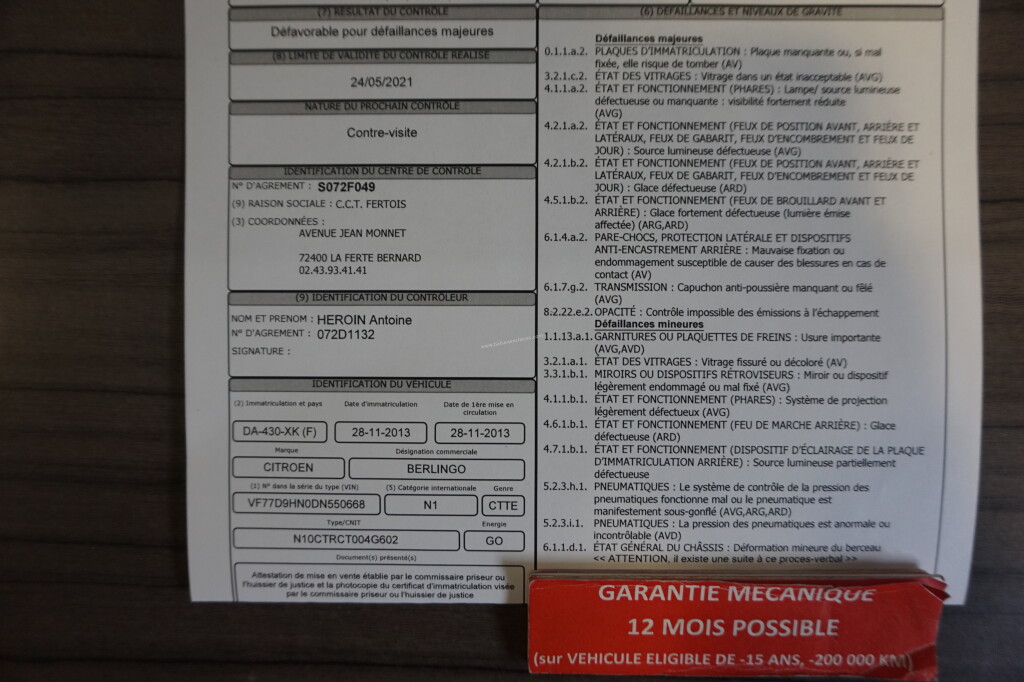 (7) RÉSULTAT DU CONTRÔLE
Défavorable pour défaillances majeures
(8) LIMITE DE VALIDITÉ DU CONTRÔLE RÉALISÉ
24/05/2021
NATURE DU PROCHAIN CONTRÔLE
Contre-visite
IDENTIFICATION DU CENTRE DE CONTRÔLE
N° D'AGREMENT : S072F049
(9) RAISON SOCIALE : C.C.T. FERTOIS
(3) COORDONNÉES :
AVENUE JEAN MONNET
72400 LA FERTE BERNARD
02.43.93.41.41
(9) IDENTIFICATION DU CONTRÔLEUR
NOM ET PRENOM : HEROIN Antoine
N° D'AGREMENT : 072D1132
SIGNATURE :
IDENTIFICATION DU VÉHICULE
(2) Immatriculation et pays Date d'immatriculation Date de 1ère mise en
circulation
DA-430-XK (F) 28-11-2013 28-11-2013
Marque Désignation commerciale
CITROEN BERLINGO
(1) N° dans la série du type (VIN) (5) Catégorie internationale Genre
VF77D9HN0DN550668 N1 CTTE
Type/CNIT Energie
N10CTRCT004G602 GO
Document(s) présenté(s)
Attestation de mise en vente établie par le commissaire priseur ou
l'huissier de justice et la photocopie du certificat d'immatriculation visée
par le commissaire priseur ou l'huissier de justice
(6) DÉFAILLANCES ET NIVEAUX DE GRAVITÉ
Défaillances majeures
0.1.1.a.2. PLAQUES D'IMMATRICULATION : Plaque manquante ou, si mal
fixée, elle risque de tomber (AV)
3.2.1.c.2. ÉTAT DES VITRAGES : Vitrage dans un état inacceptable (AVG)
4.1.1.a.2. ÉTAT ET FONCTIONNEMENT (PHARES) : Lampe/ source lumineuse
défectueuse ou manquante : visibilité fortement réduite
(AVG)
4.2.1.a.2. ÉTAT ET FONCTIONNEMENT (FEUX DE POSITION AVANT, ARRIÈRE ET
LATÉRAUX, FEUX DE GABARIT, FEUX D'ENCOMBREMENT ET FEUX DE
JOUR) : Source lumineuse défectueuse (AVG)
4.2.1.b.2. ÉTAT ET FONCTIONNEMENT (FEUX DE POSITION AVANT, ARRIÈRE ET
LATÉRAUX, FEUX DE GABARIT, FEUX D'ENCOMBREMENT ET FEUX DE
JOUR) : Glace défectueuse (ARD)
4.5.1.b.2. ÉTAT ET FONCTIONNEMENT (FEUX DE BROUILLARD AVANT ET
ARRIÈRE) : Glace fortement défectueuse (lumière émise
affectée) (ARG,ARD)
6.1.4.a.2. PARE-CHOCS, PROTECTION LATÉRALE ET DISPOSITIFS
ANTI-ENCASTREMENT ARRIÈRE : Mauvaise fixation ou
endommagement susceptible de causer des blessures en cas de
contact (AV)
6.1.7.g.2. TRANSMISSION : Capuchon anti-poussière manquant ou fêlé
(AVG)
8.2.22.e.2. OPACITÉ : Contrôle impossible des émissions à l'échappement
Défaillances mineures
1.1.13.a.1. GARNITURES OU PLAQUETTES DE FREINS : Usure importante
(AVG,AVD)
3.2.1.a.1. ÉTAT DES VITRAGES : Vitrage fissuré ou décoloré (AV)
3.3.1.b.1. MIROIRS OU DISPOSITIFS RÉTROVISEURS : Miroir ou dispositif
légèrement endommagé ou mal fixé (AVG)
4.1.1.b.1. ÉTAT ET FONCTIONNEMENT (PHARES) : Système de projection
légèrement défectueux (AVG)
4.6.1.b.1. ÉTAT ET FONCTIONNEMENT (FEU DE MARCHE ARRIÈRE) : Glace
défectueuse (ARD)
4.7.1.b.1. ÉTAT ET FONCTIONNEMENT (DISPOSITIF D'ÉCLAIRAGE DE LA PLAQUE
D'IMMATRICULATION ARRIÈRE) : Source lumineuse partiellement
défectueuse
5.2.3.h.1. PNEUMATIQUES : Le système de contrôle de la pression des
pneumatiques fonctionne mal ou le pneumatique est
manifestement sous-gonflé (AVG,ARG,ARD)
5.2.3.i.1. PNEUMATIQUES : La pression des pneumatiques est anormale ou
incontrôlable (AVD)
6.1.1.d.1. ÉTAT GÉNÉRAL DU CHÂSSIS : Déformation mineure du berceau
<< ATTENTION, il existe une suite à ce proces-verbal >>
GARANTIE MECANIQUE
12 MOIS POSSIBLE
(sur VEHICULE ELIGIBLE DE -15 ANS, -200 000 KM)